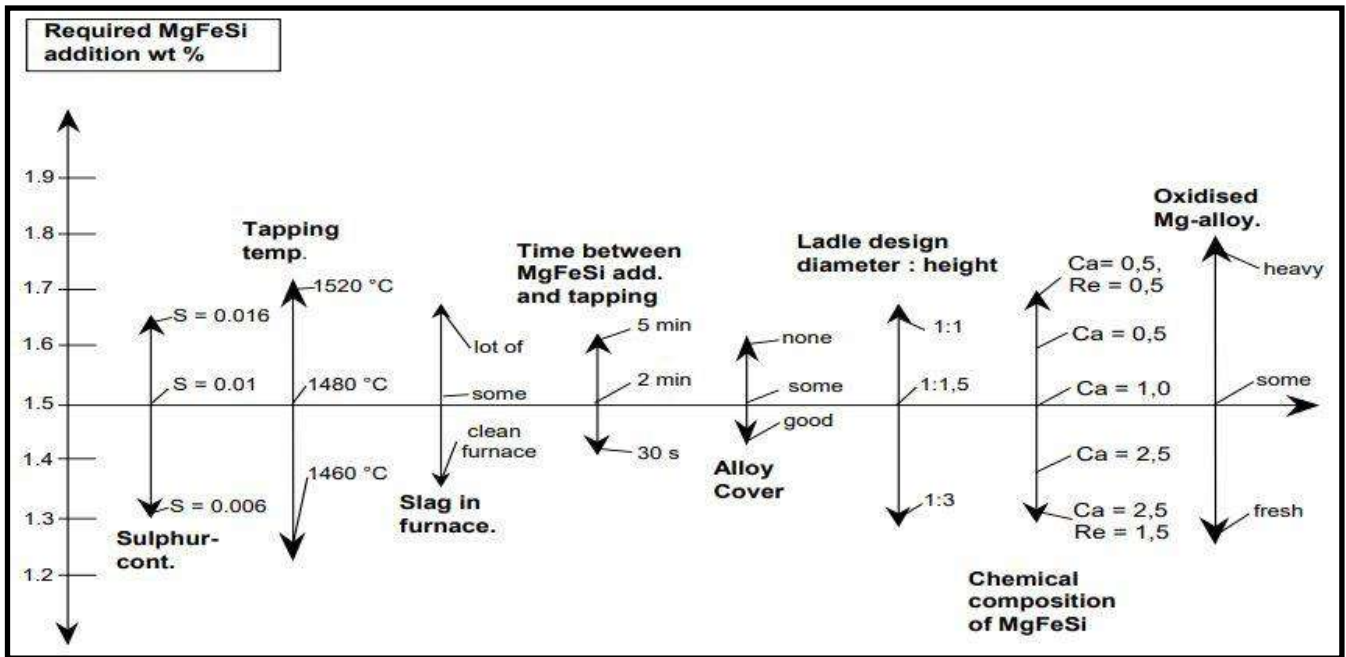 Required MgFeSi
addition wt %
1.9
1.8
1.7
1.6
1.5
1.4
1.3
1.2
S = 0.016
S = 0.01
S = 0.006
Sulphur-
cont.
Tapping
temp.
1520 °C
1480 °C
1460 °C
lot of
some
clean
furnace
Slag in
furnace.
Time between
MgFeSi add.
and tapping
5 min
2 min
30 s
none
some
good
Alloy
Cover
Ladle design
diameter : height
1:1
1:1,5
1:3
Ca= 0,5,
Re = 0,5
Ca = 0,5
Ca = 1,0
Ca = 2,5
Ca = 2,5
Re = 1,5
Chemical
composition
of MgFeSi
Oxidised
Mg-alloy.
heavy
some
fresh